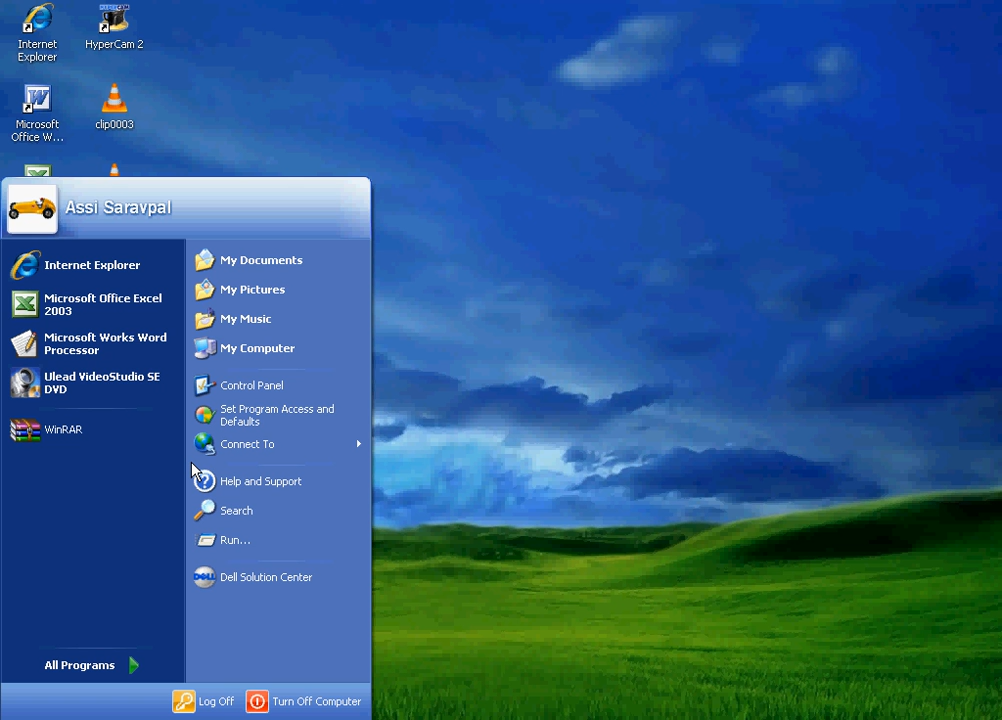 Internet
Explorer
HyperCam 2
Microsoft
Office W...
clip0003
Assi Saravpal
Internet Explorer
Microsoft Office Excel
2003
Microsoft Works Word
Processor
Ulead VideoStudio SE
DVD
WinRAR
All Programs
My Documents
My Pictures
My Music
My Computer
Control Panel
Set Program Access and
Defaults
Connect To
Help and Support
Search
Run...
DELL
Dell Solution Center
Log Off
Turn Off Computer